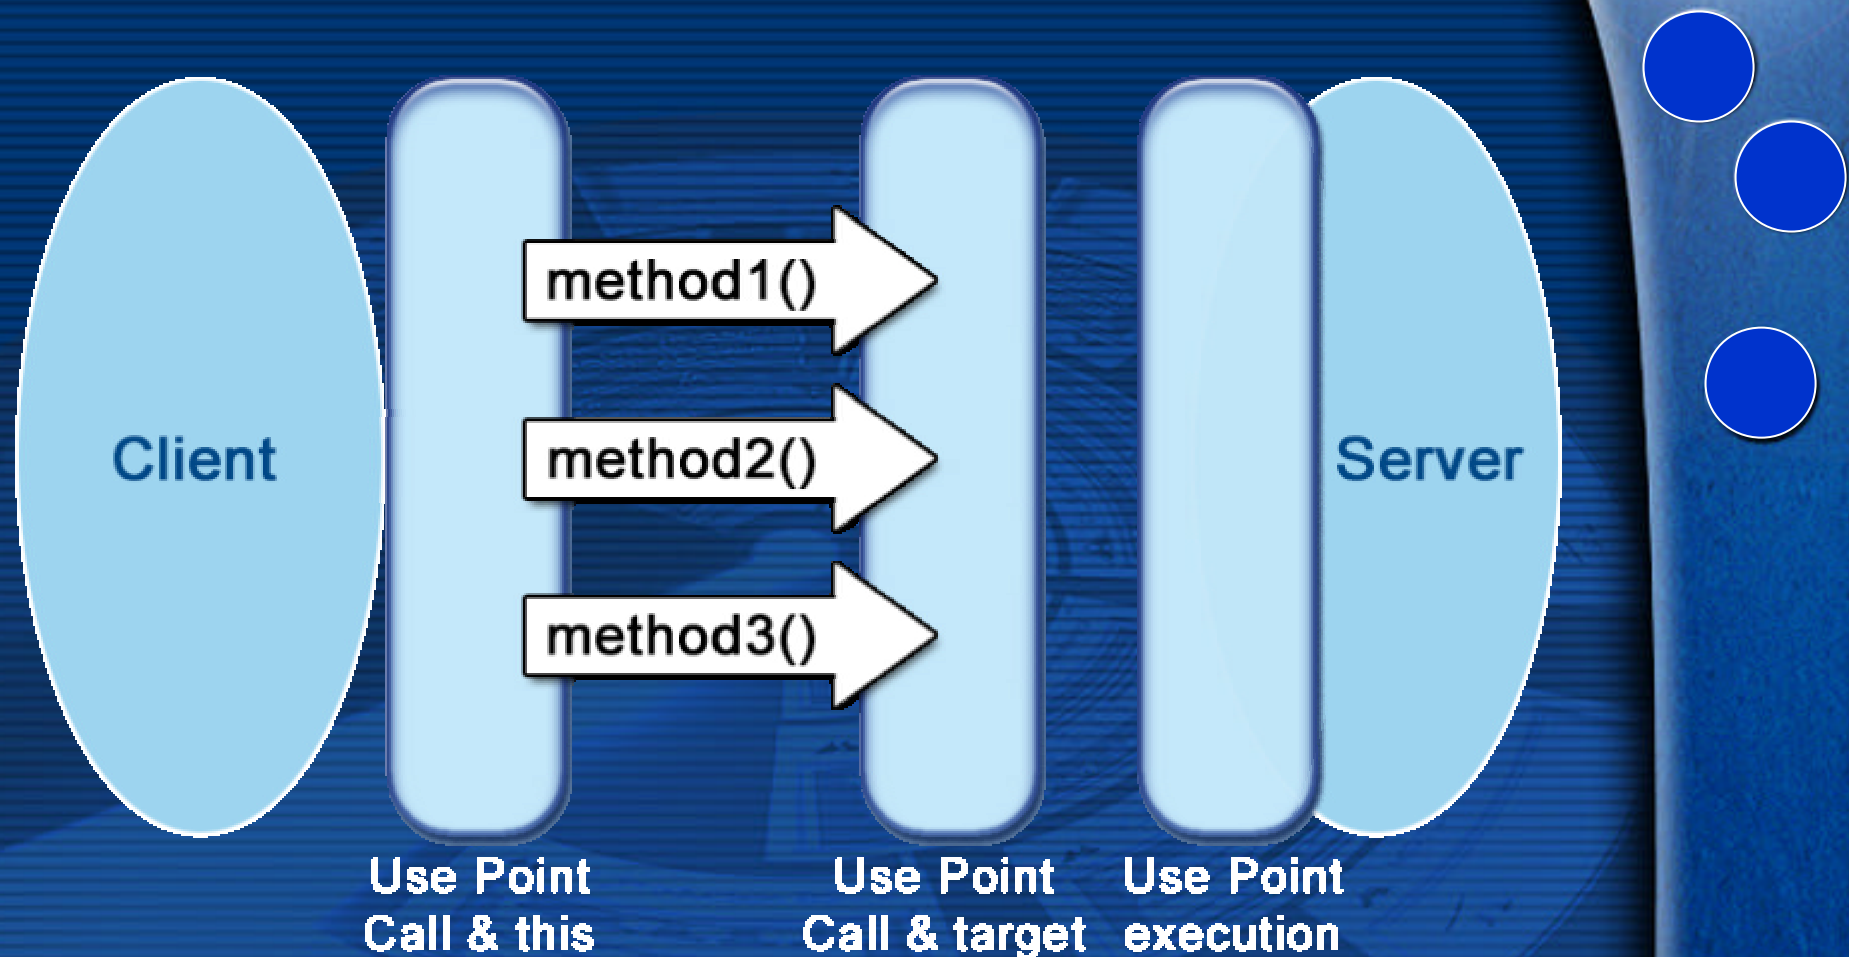 Client
method1()
method2()
method3()
Server
Use Point
Call & this
Use Point
Call & target
Use Point
execution